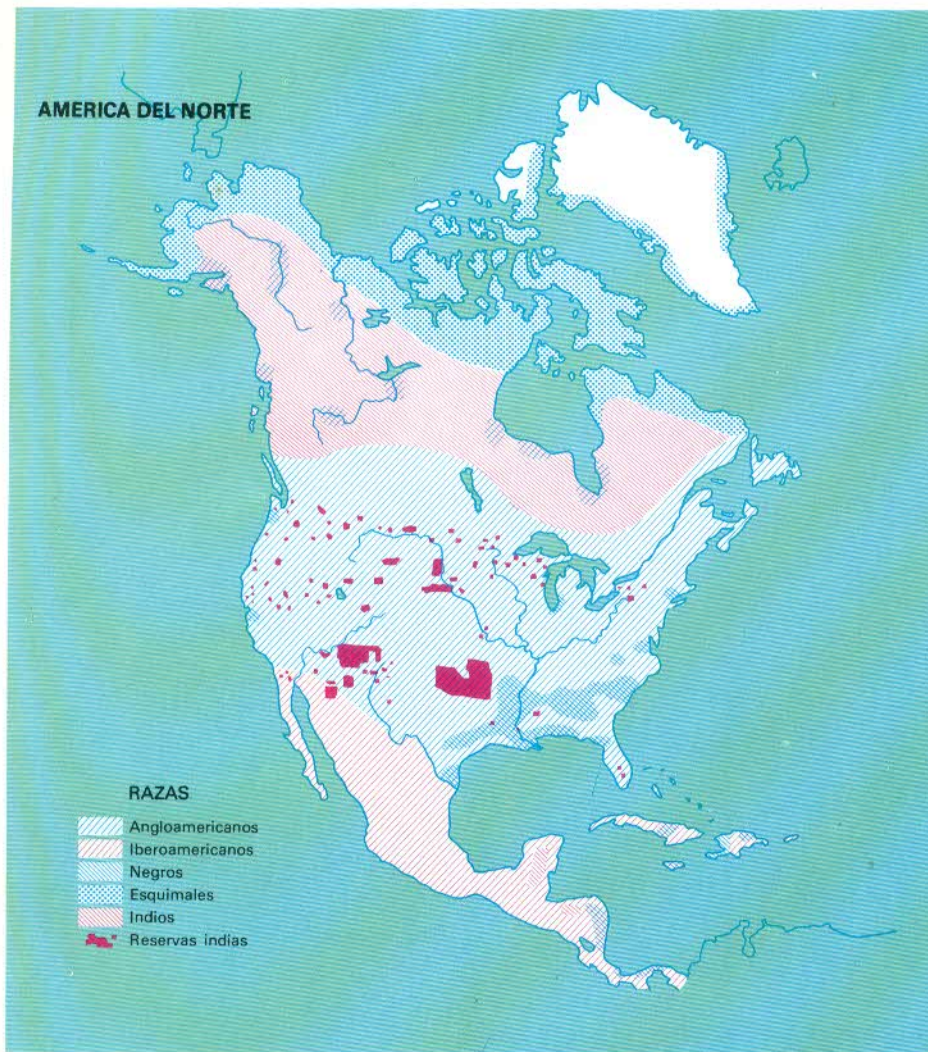 AMERICA DEL NORTE
RAZAS
Angloamericanos
Iberoamericanos
Negros
Esquimales
Indios
Reservas indias